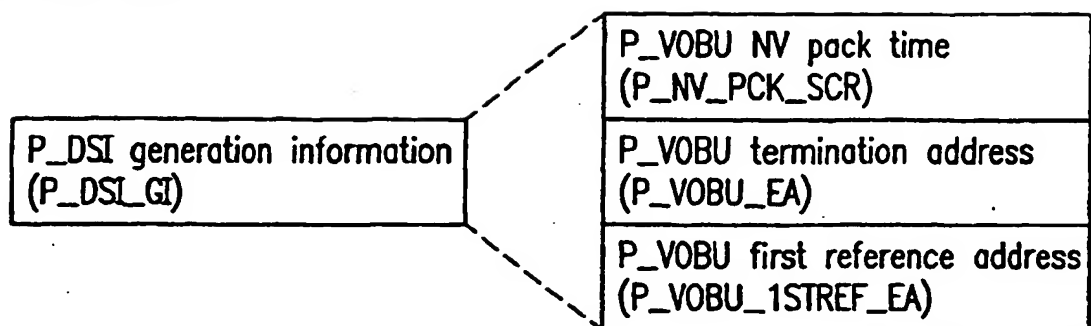 P_DSI generation information
(P_DSI_GI)
P_VOBU NV pack time
(P_NV_PCK_SCR)
P_VOBU termination address
(P_VOBU_EA)
P_VOBU first reference address
(P_VOBU_1STREF_EA)